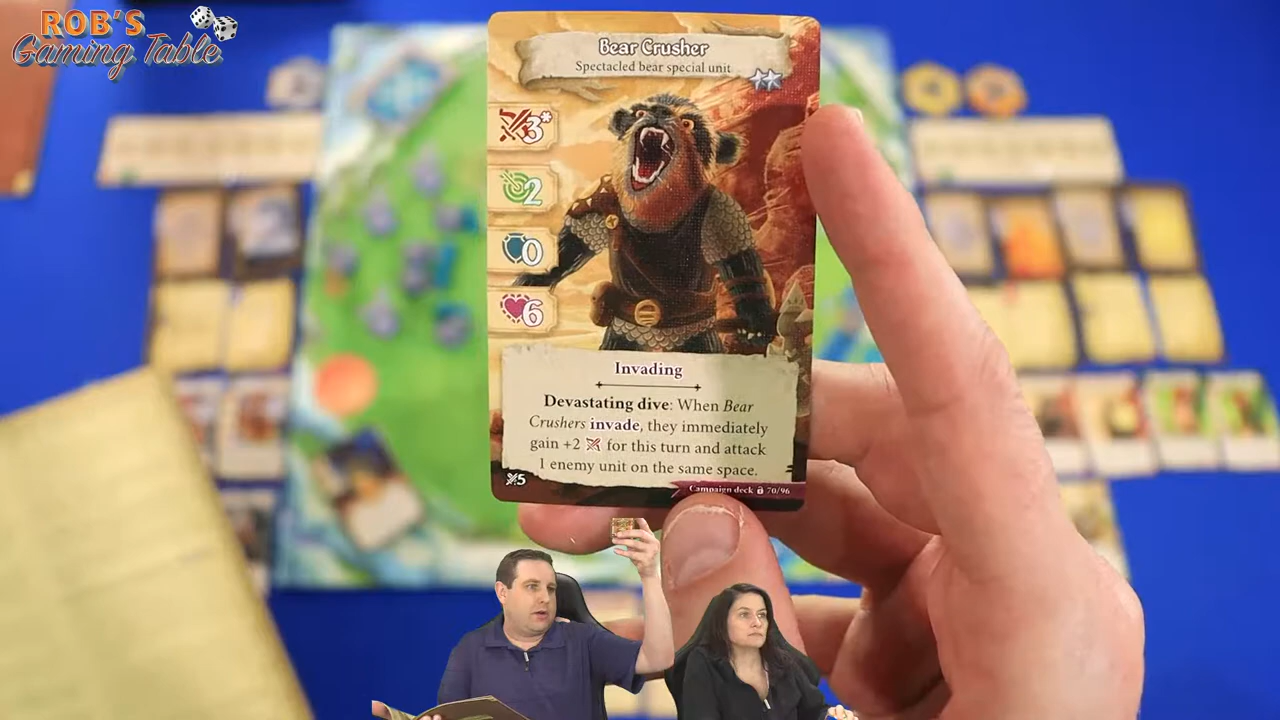 ROB'S
Gaming Table
Bear Crusher
Spectacled bear special unit
3*
2
0
6
Invading
Devastating dive: When Bear
Crushers invade, they immediately
gain +2 for this turn and attack
1 enemy unit on the same space.
5
Campaign deck 70/96